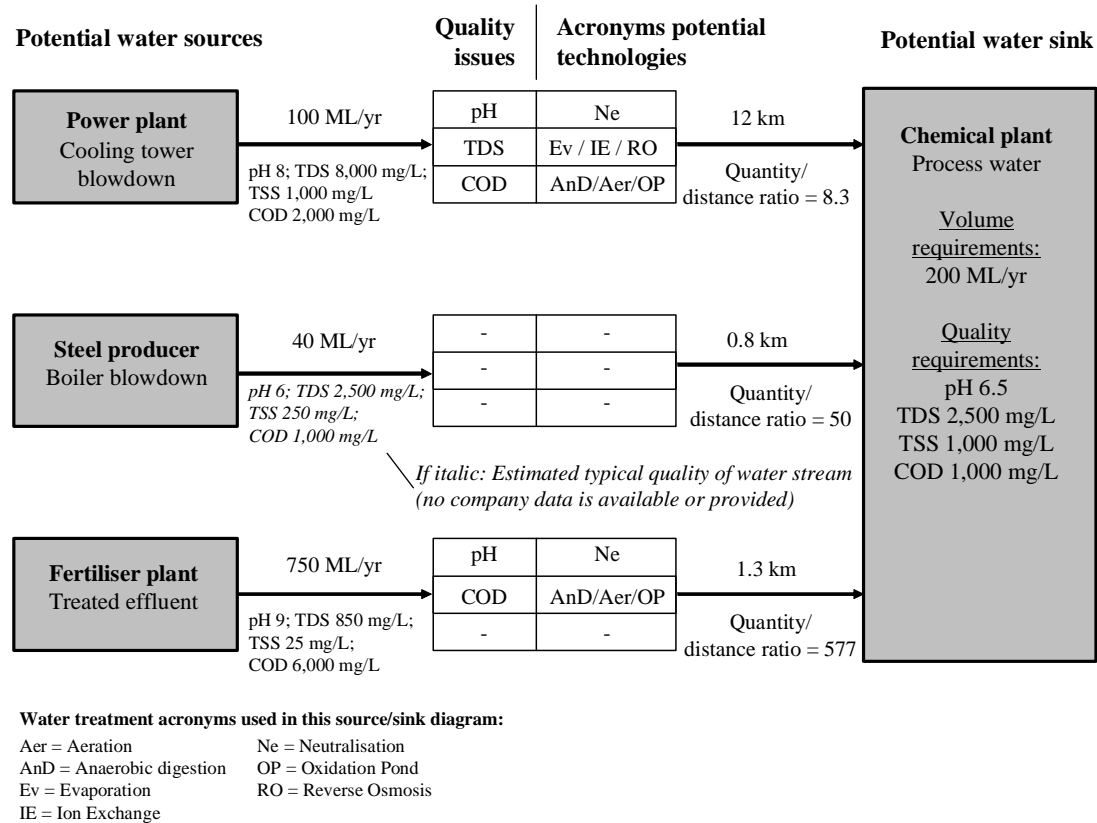 Potential water sources
Quality
issues
Acronyms potential
technologies
Potential water sink
Power plant
Cooling tower
blowdown
100 ML/yr
pH 8; TDS 8,000 mg/L;
TSS 1,000 mg/L
COD 2,000 mg/L
pH
Ne
TDS
Ev / IE / RO
COD
AnD/Aer/OP
12 km
Quantity/
distance ratio = 8.3
Chemical plant
Process water
Volume
requirements:
200 ML/yr
Quality
requirements:
pH 6.5
TDS 2,500 mg/L
TSS 1,000 mg/L
COD 1,000 mg/L
Steel producer
Boiler blowdown
40 ML/yr
pH 6; TDS 2,500 mg/L;
TSS 250 mg/L;
COD 1,000 mg/L
-
-
-
-
-
-
0.8 km
Quantity/
distance ratio = 50
If italic: Estimated typical quality of water stream
(no company data is available or provided)
Fertiliser plant
Treated effluent
750 ML/yr
pH 9; TDS 850 mg/L;
TSS 25 mg/L;
COD 6,000 mg/L
pH
Ne
COD
AnD/Aer/OP
-
-
1.3 km
Quantity/
distance ratio = 577
Water treatment acronyms used in this source/sink diagram:
Aer = Aeration
AnD = Anaerobic digestion
Ev = Evaporation
IE = Ion Exchange
Ne = Neutralisation
OP = Oxidation Pond
RO = Reverse Osmosis